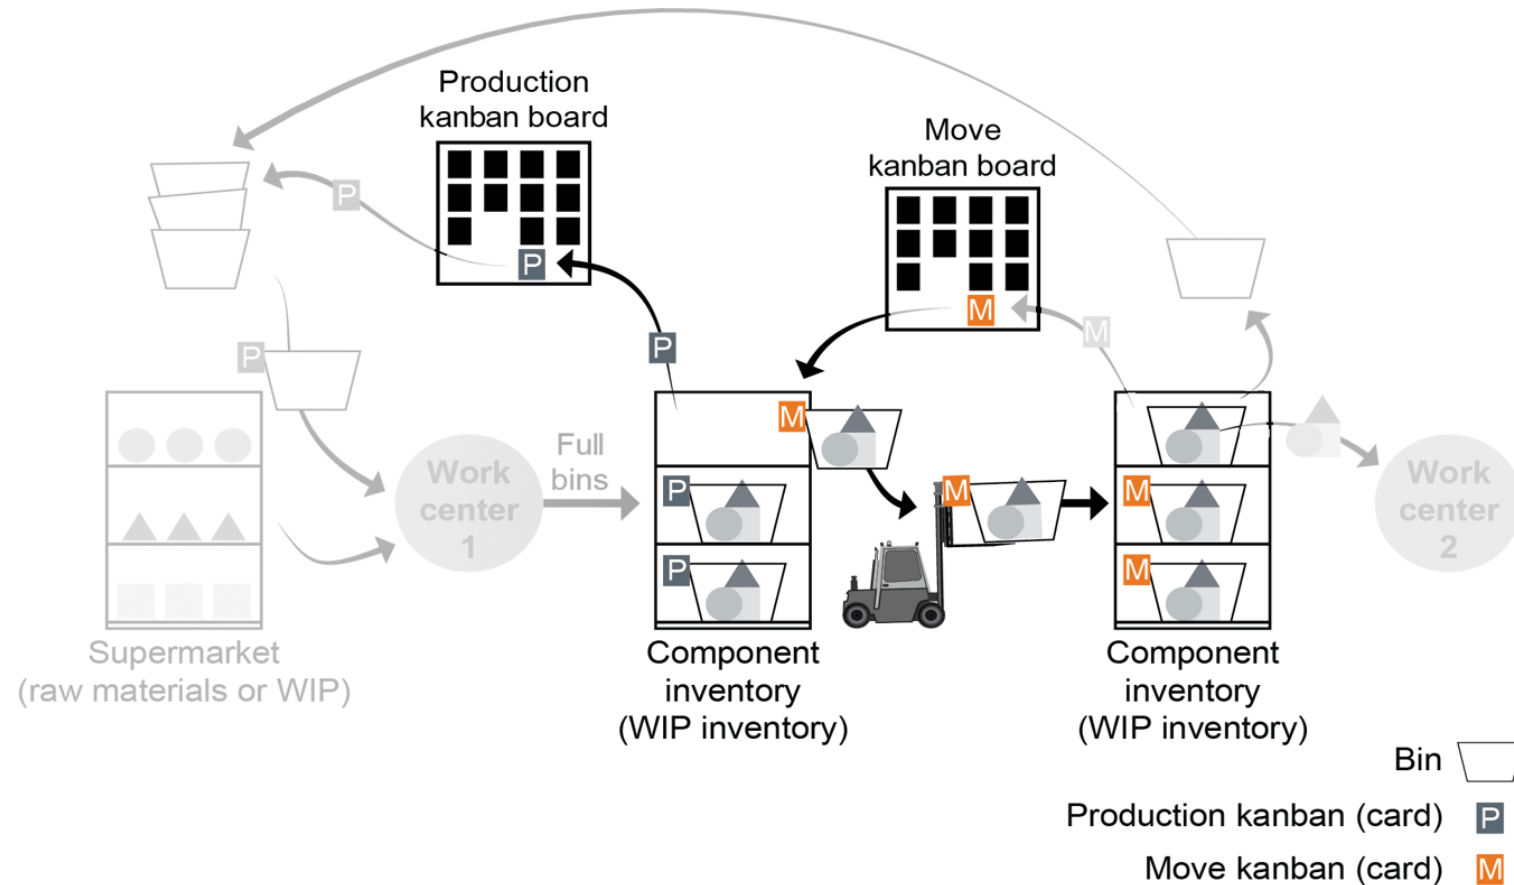 Production
kanban board
Move
kanban board
P
P
M
M
P
P
M
Full
bins
Work
center
1
P
M
M
Work
center
2
P
M
Supermarket
(raw materials or WIP)
Component
inventory
(WIP inventory)
Component
inventory
(WIP inventory)
Bin
Production kanban (card) P
Move kanban (card) M